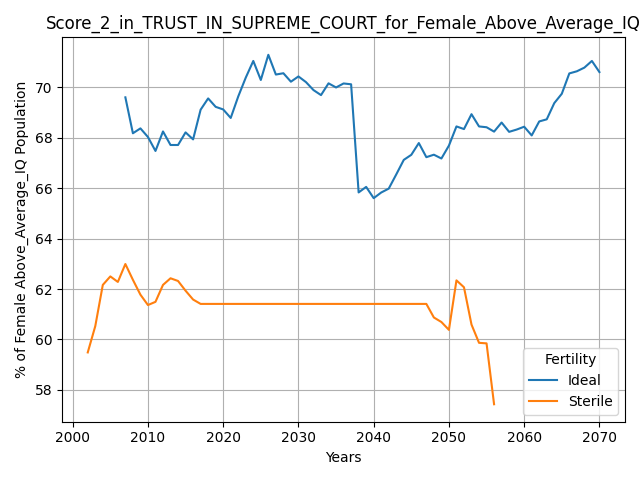 Score_2_in_TRUST_IN_SUPREME_COURT_for_Female_Above_Average_IQ
% of Female Above_Average_IQ Population
70
68
66
64
62
60
58
2000 2010 2020 2030 2040 2050 2060 2070
Years
Fertility
Ideal
Sterile